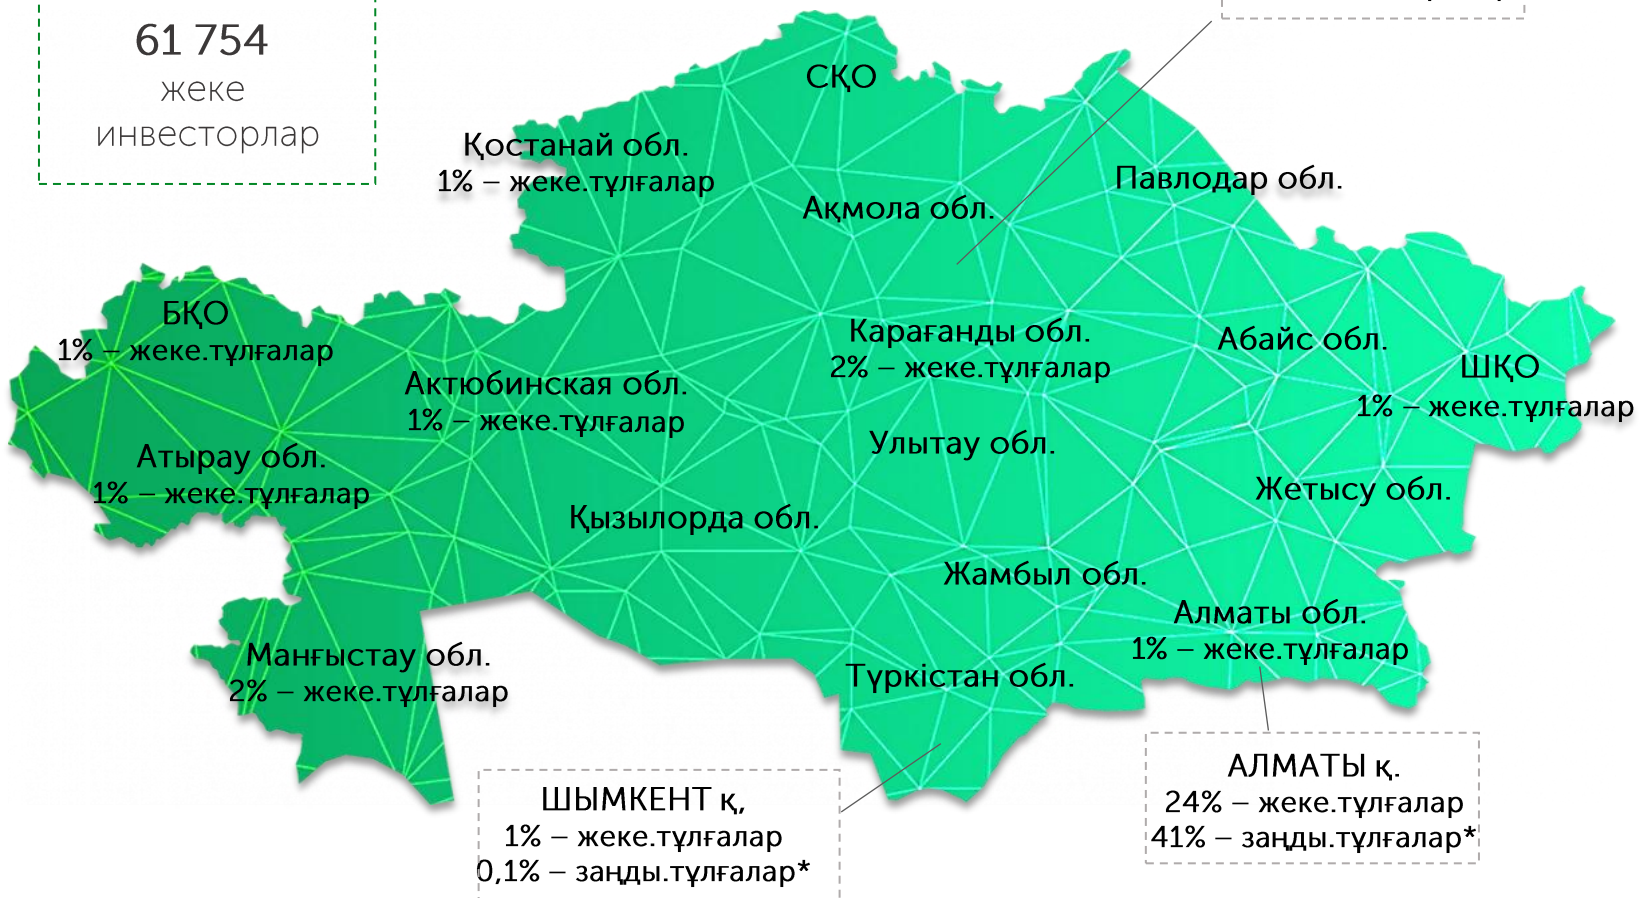 61 754
жеке
инвесторлар
СҚО
Қостанай обл.
1% – жеке.тұлғалар
Павлодар обл.
Ақмола обл.
БҚО
1% – жеке.тұлғалар
Карағанды обл.
2% – жеке.тұлғалар
Абайс обл.
ШҚО
1% – жеке.тұлғалар
Актюбинская обл.
1% – жеке.тұлғалар
Улытау обл.
Атырау обл.
1% – жеке.тұлғалар
Жетысу обл.
Қызылорда обл.
Жамбыл обл.
Алматы обл.
1% – жеке.тұлғалар
Манғыстау обл.
2% – жеке.тұлғалар
Түркістан обл.
ШЫМКЕНТ қ,
1% – жеке.тұлғалар
0,1% – заңды.тұлғалар*
АЛМАТЫ қ.
24% – жеке.тұлғалар
41% – заңды.тұлғалар*